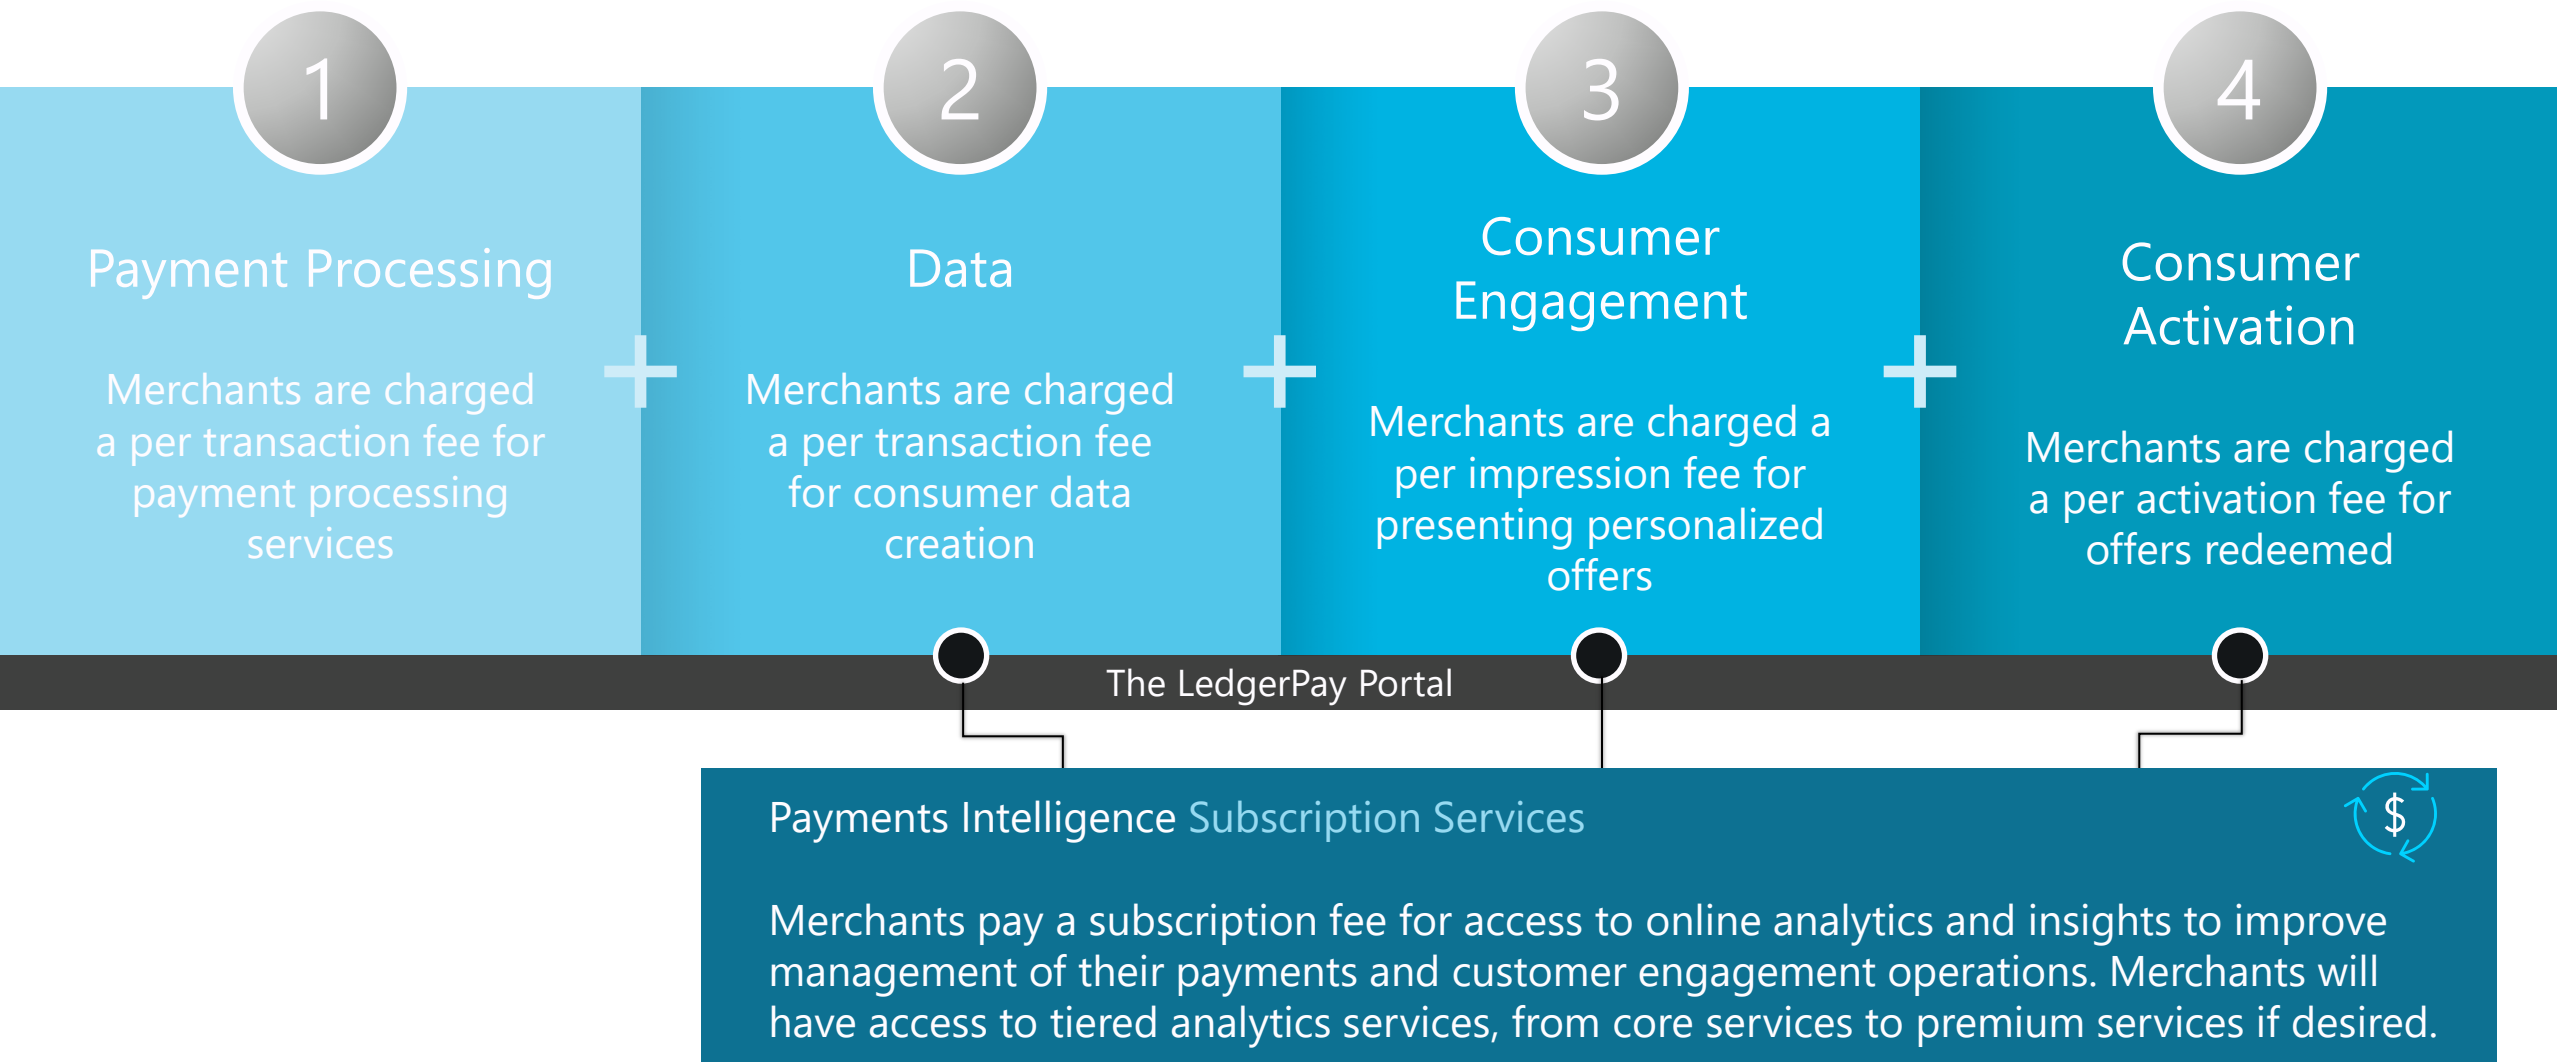 1
Payment Processing
Merchants are charged
a per transaction fee for
payment processing
services
2
Data
Merchants are charged
a per transaction fee
for consumer data
creation
3
Consumer
Engagement
Merchants are charged a
per impression fee for
presenting personalized
offers
4
Consumer
Activation
Merchants are charged
a per activation fee for
offers redeemed
The LedgerPay Portal
Payments Intelligence Subscription Services
$
Merchants pay a subscription fee for access to online analytics and insights to improve
management of their payments and customer engagement operations. Merchants will
have access to tiered analytics services, from core services to premium services if desired.